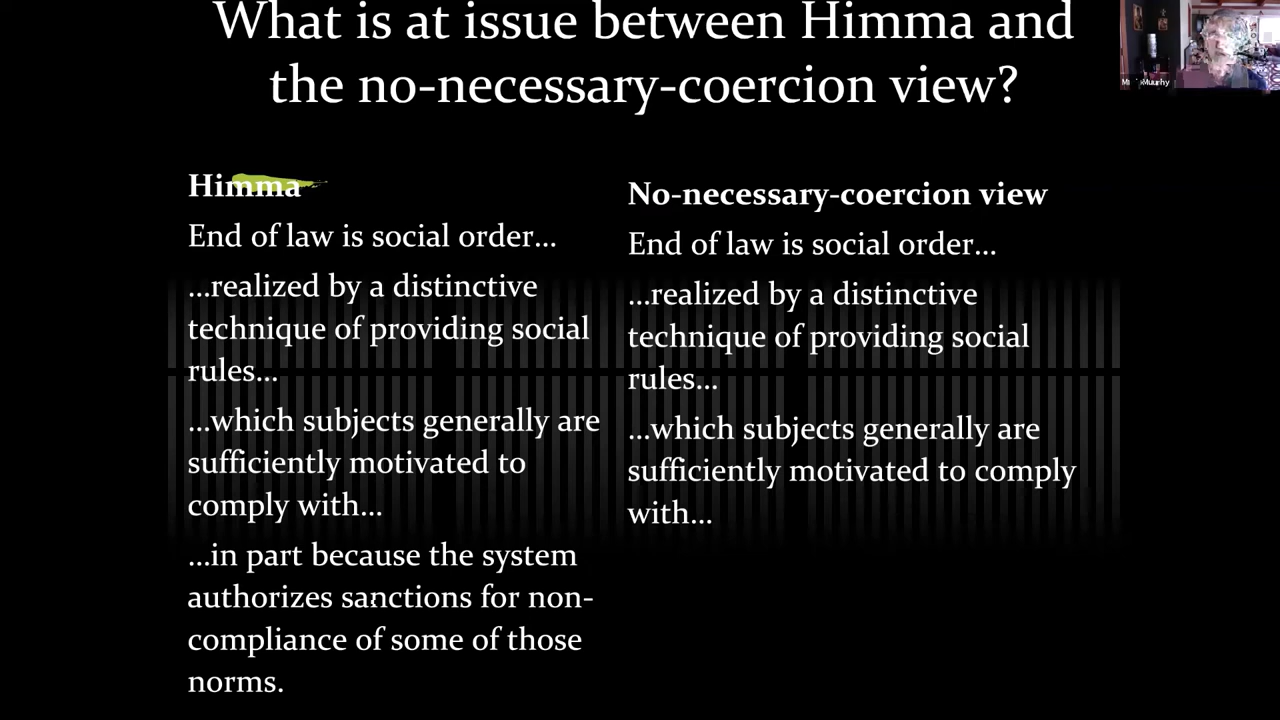 What is at issue between Himma and
the no-necessary-coercion view?
Himma
End of law is social order...
...realized by a distinctive
technique of providing social
rules...
...which subjects generally are
sufficiently motivated to
comply with...
...in part because the system
authorizes sanctions for non-
compliance of some of those
norms.
No-necessary-coercion view
End of law is social order...
...realized by a distinctive
technique of providing social
rules...
...which subjects generally are
sufficiently motivated to comply
with...